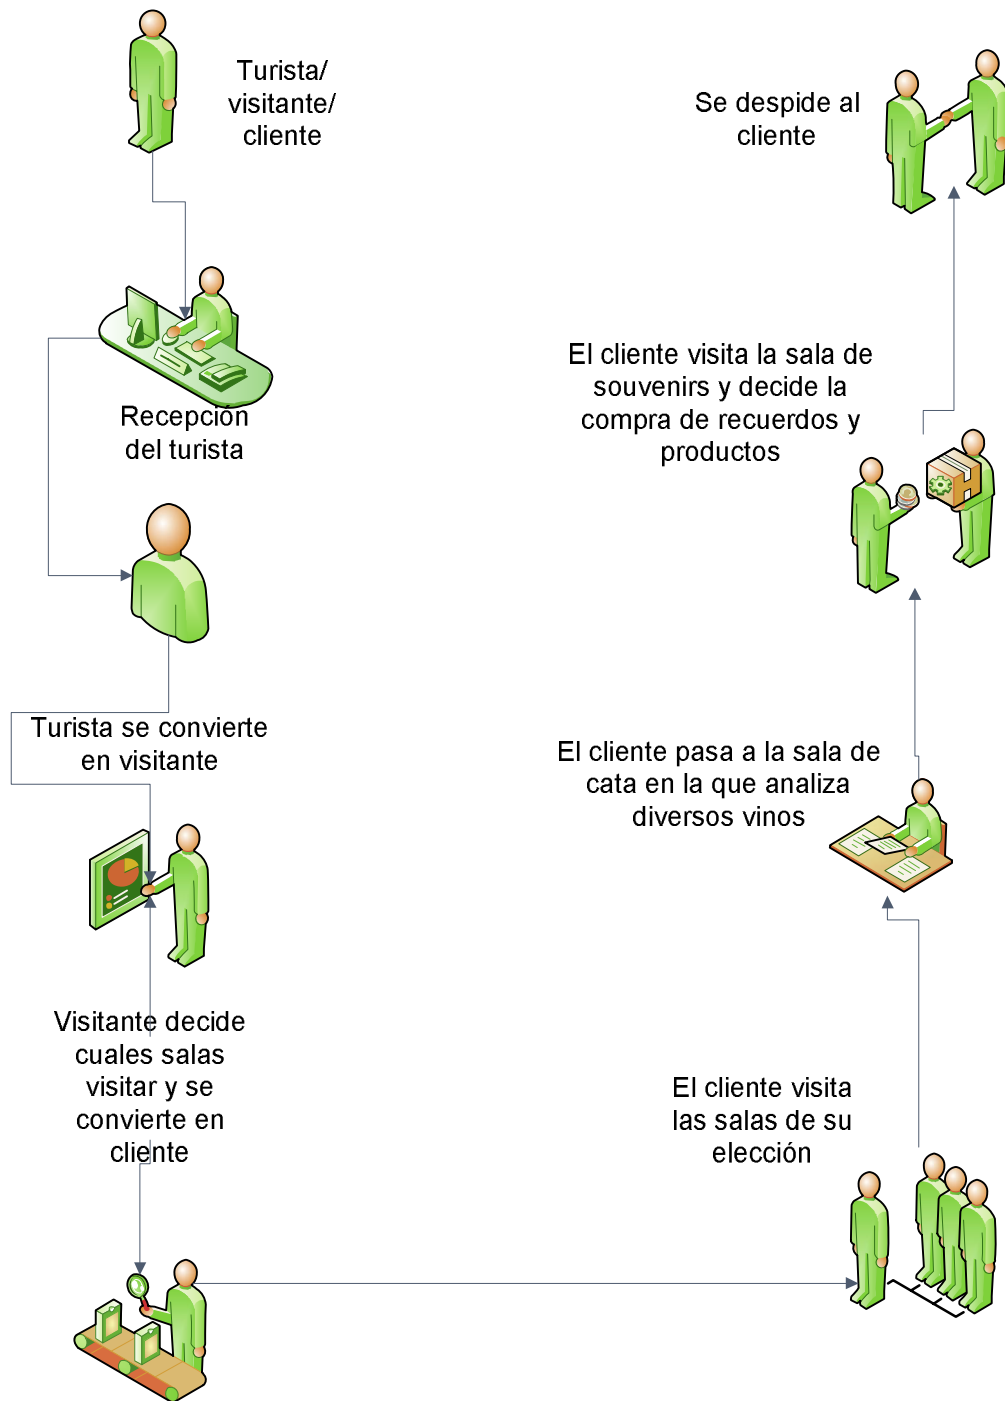 Turista/
visitante/
cliente
Recepción
del turista
Turista se convierte
en visitante
Visitante decide
cuales salas
visitar y se
convierte en
cliente
El cliente visita
las salas de su
elección
El cliente pasa a la sala de
cata en la que analiza
diversos vinos
El cliente visita la sala de
souvenirs y decide la
compra de recuerdos y
productos
Se despide al
cliente